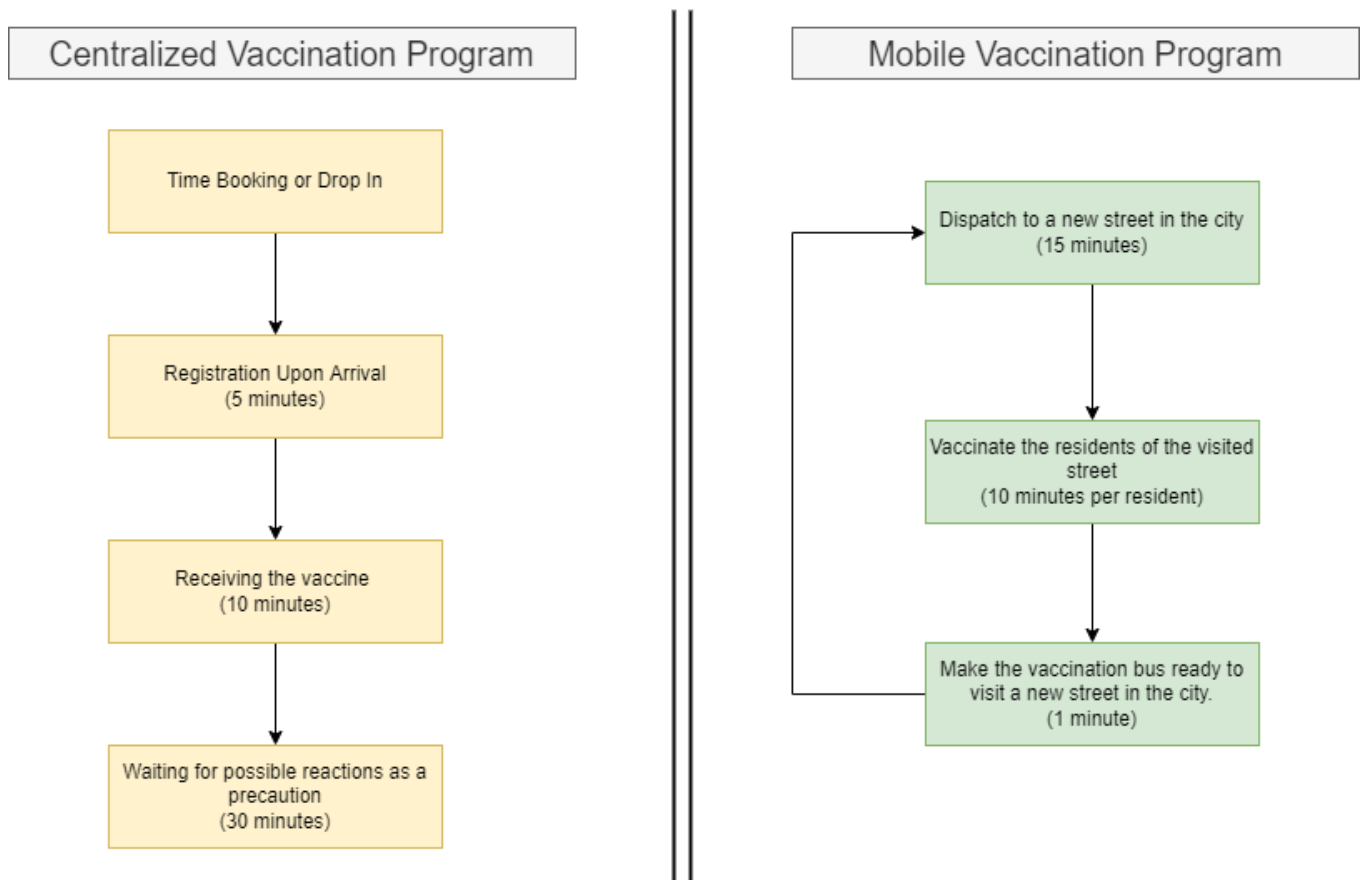 Centralized Vaccination Program
Time Booking or Drop In
Registration Upon Arrival
(5 minutes)
Receiving the vaccine
(10 minutes)
Waiting for possible reactions as a
precaution
(30 minutes)
Mobile Vaccination Program
Dispatch to a new street in the city
(15 minutes)
Vaccinate the residents of the visited
street
(10 minutes per resident)
Make the vaccination bus ready to
visit a new street in the city.
(1 minute)